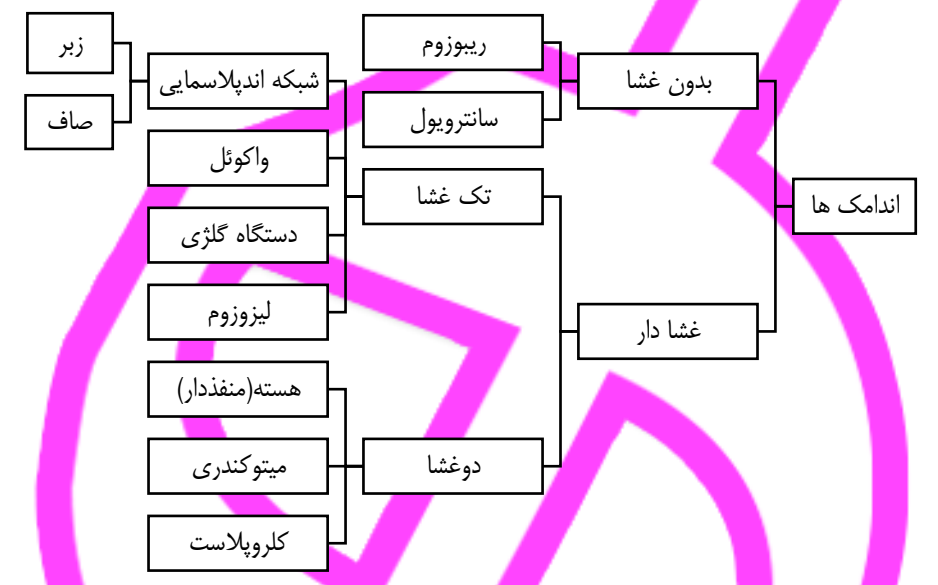 اندامک ها
بدون غشا
ریبوزوم
سانترویول
غشا دار
تک غشا
شبکه اندپلاسمایی
زبر
صاف
واکوئل
دستگاه گلژی
لیزوزوم
دوغشا
هسته(منفذدار)
میتوکندری
کلروپلاست